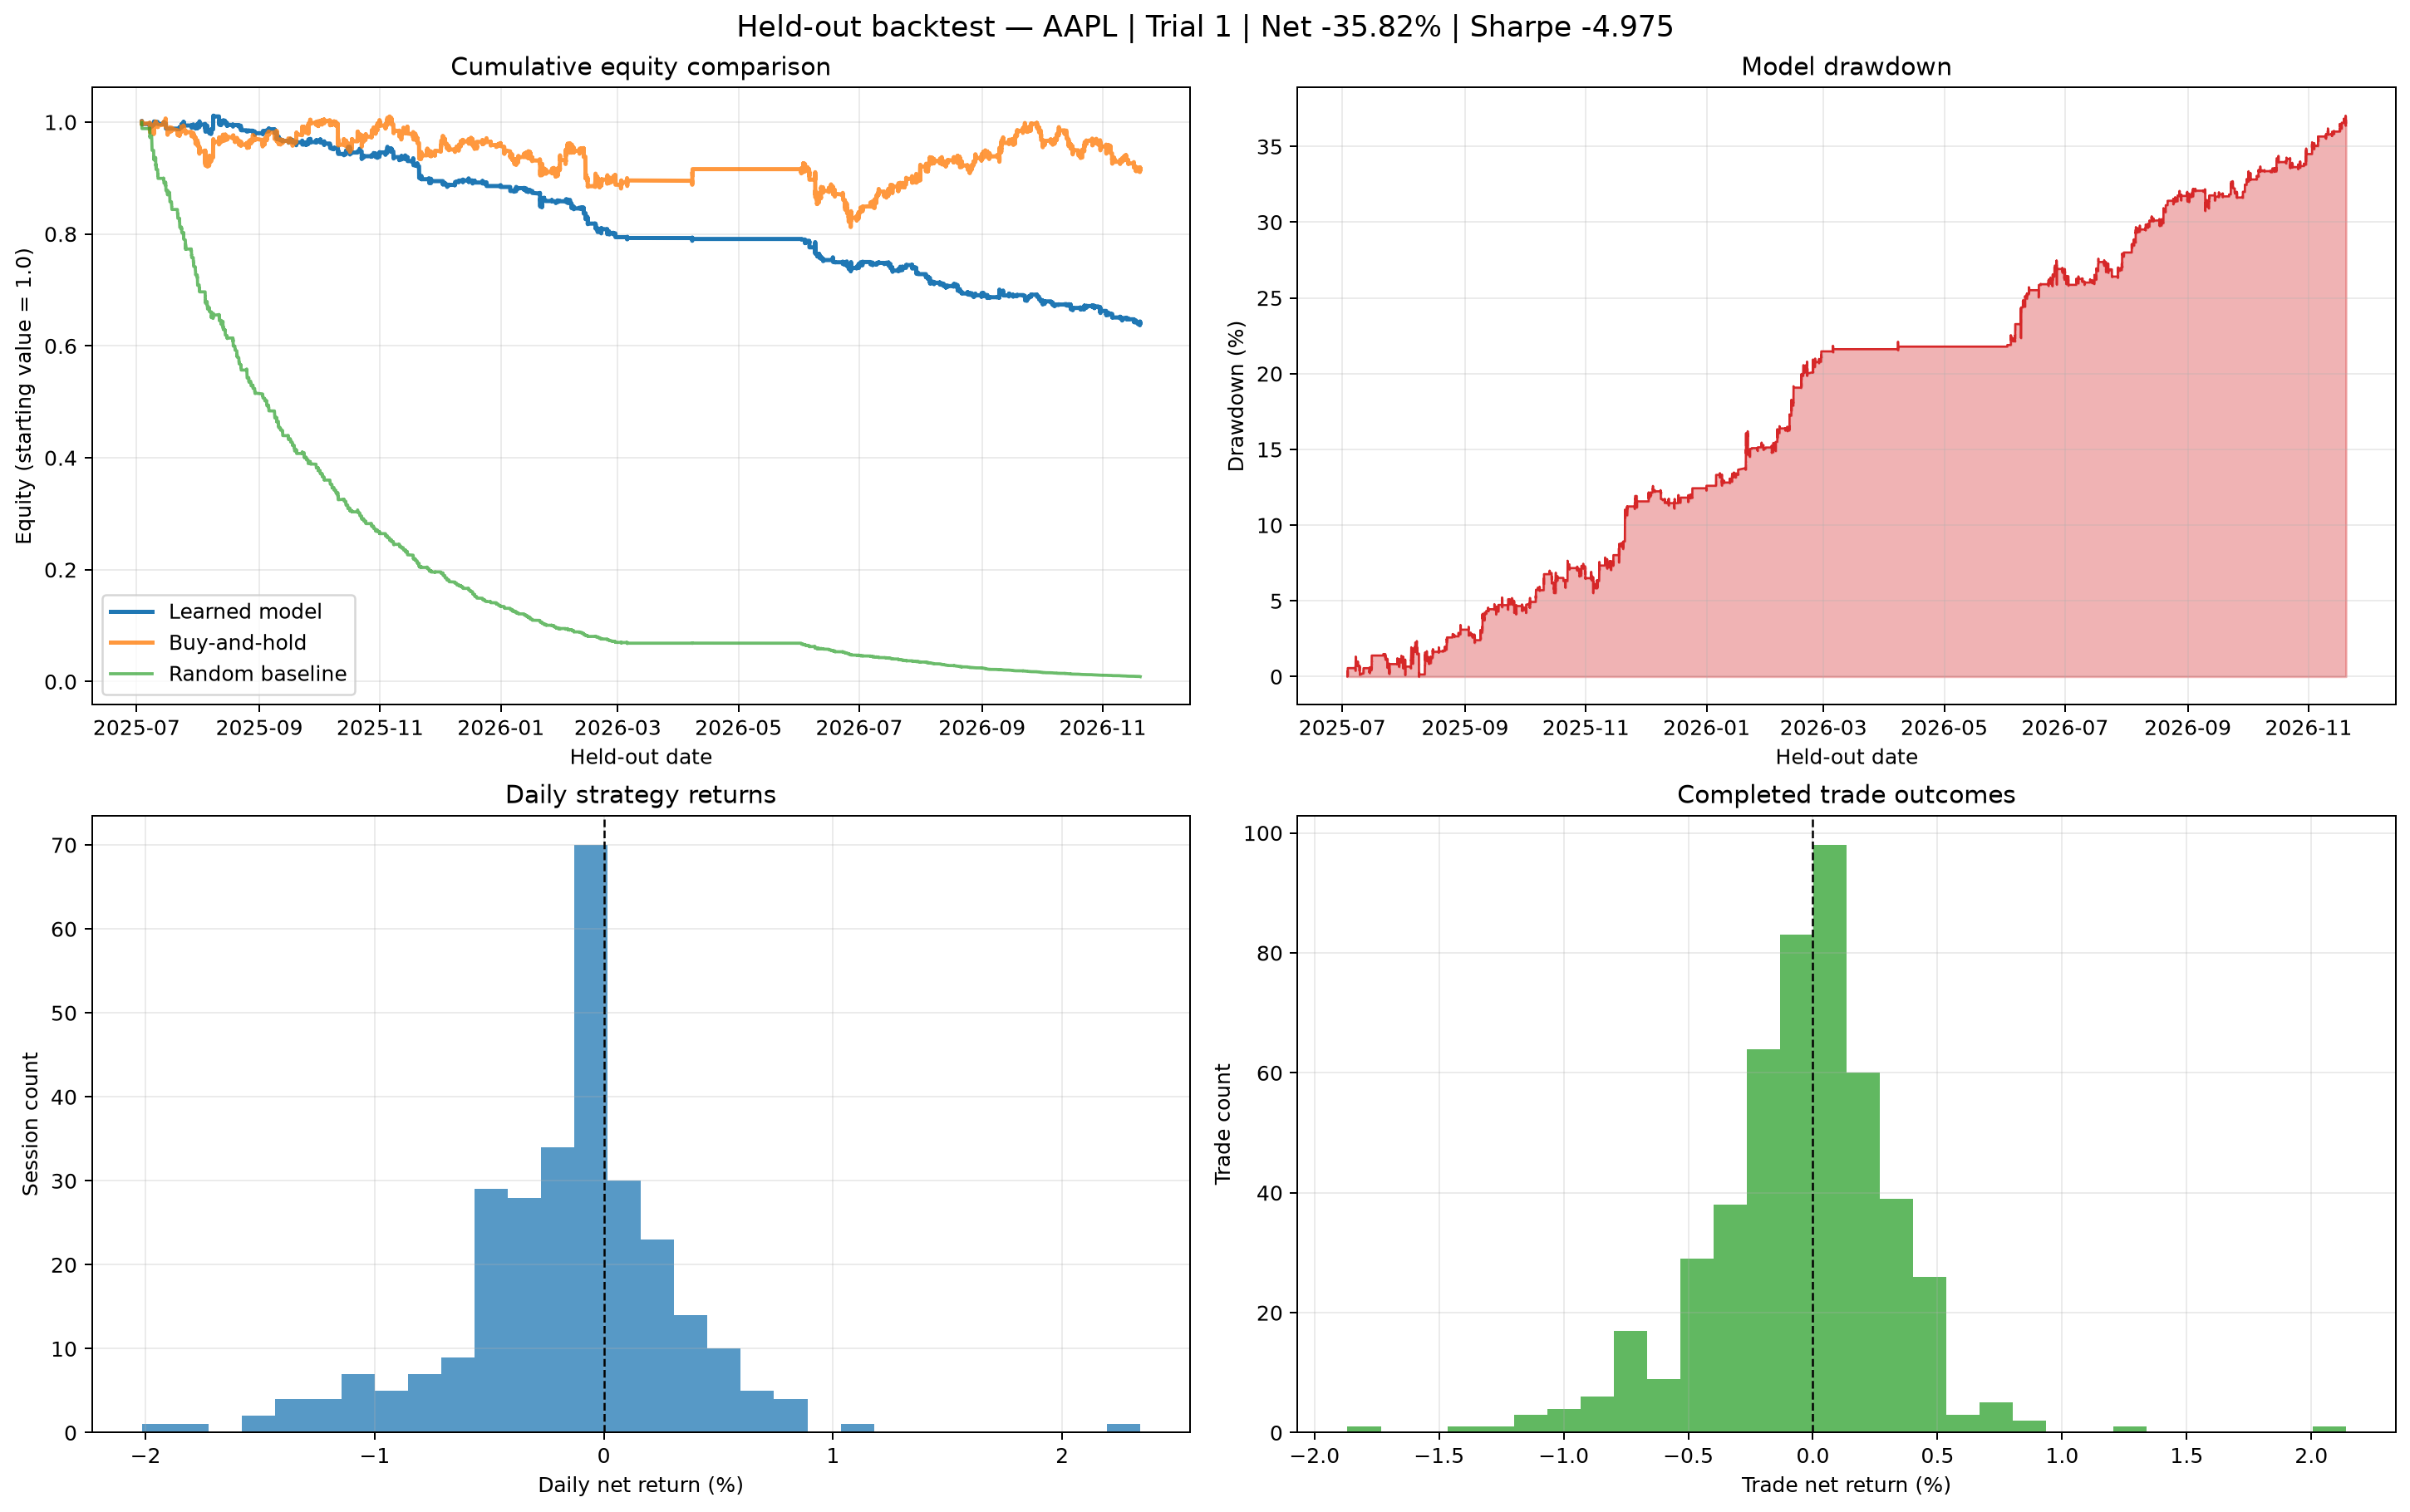 Held-out backtest — AAPL | Trial 1 | Net -35.82% | Sharpe -4.975
Cumulative equity comparison
Equity (starting value = 1.0)
1.0
0.8
0.6
0.4
0.2
0.0
Learned model
Buy-and-hold
Random baseline
2025-07 2025-09 2025-11 2026-01 2026-03 2026-05 2026-07 2026-09 2026-11
Held-out date
Model drawdown
Drawdown (%)
35
30
25
20
15
10
5
0
2025-07 2025-09 2025-11 2026-01 2026-03 2026-05 2026-07 2026-09 2026-11
Held-out date
Daily strategy returns
Session count
70
60
50
40
30
20
10
0
−2 −1 0 1 2
Daily net return (%)
Completed trade outcomes
Trade count
100
80
60
40
20
0
−2.0 −1.5 −1.0 −0.5 0.0 0.5 1.0 1.5 2.0
Trade net return (%)